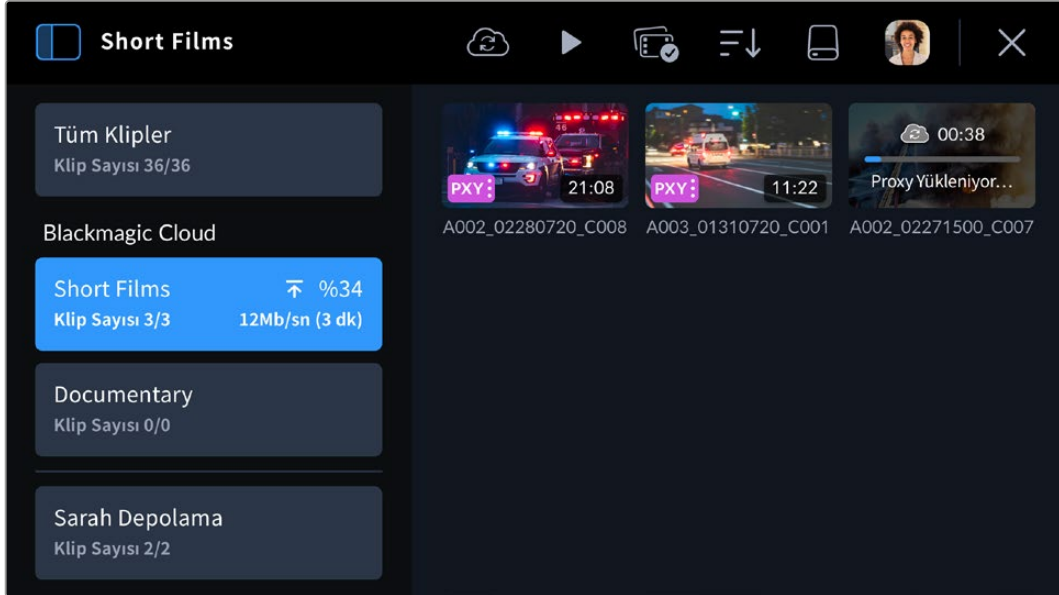 Short Films
Tüm Klipler
Klip Sayısı 36/36
Blackmagic Cloud
Short Films %34
Klip Sayısı 3/3 12Mb/sn (3 dk)
Documentary
Klip Sayısı 0/0
Sarah Depolama
Klip Sayısı 2/2
46
PXY 21:08
A002_02280720_C008
PXY 11:22
A003_01310720_C001
00:38
Proxy Yükleniyor...
A002_02271500_C007